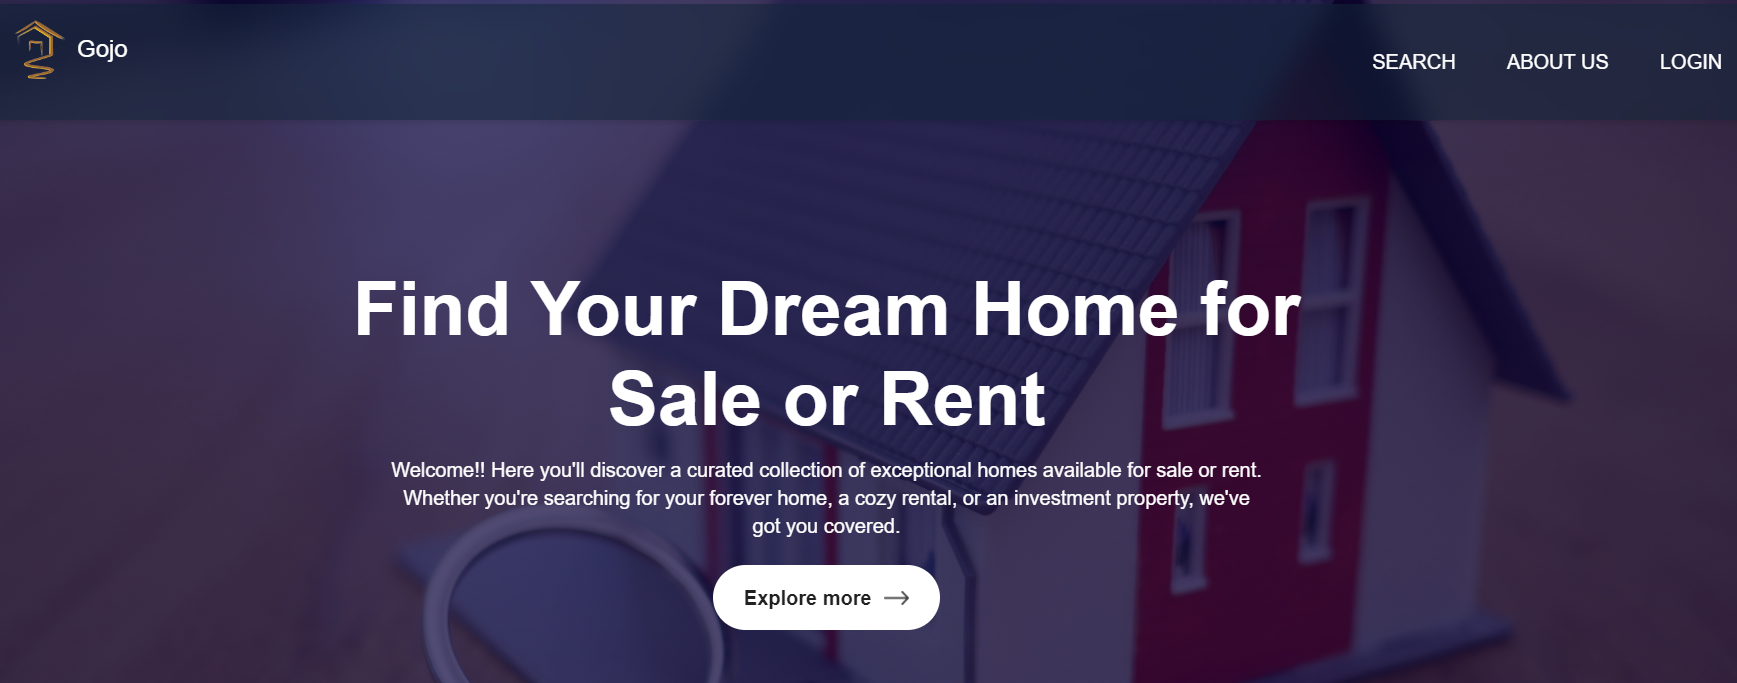 Gojo
SEARCH
ABOUT US
LOGIN
Find Your Dream Home for
Sale or Rent
Welcome!! Here you'll discover a curated collection of exceptional homes available for sale or rent.
Whether you're searching for your forever home, a cozy rental, or an investment property, we've
got you covered.
Explore more